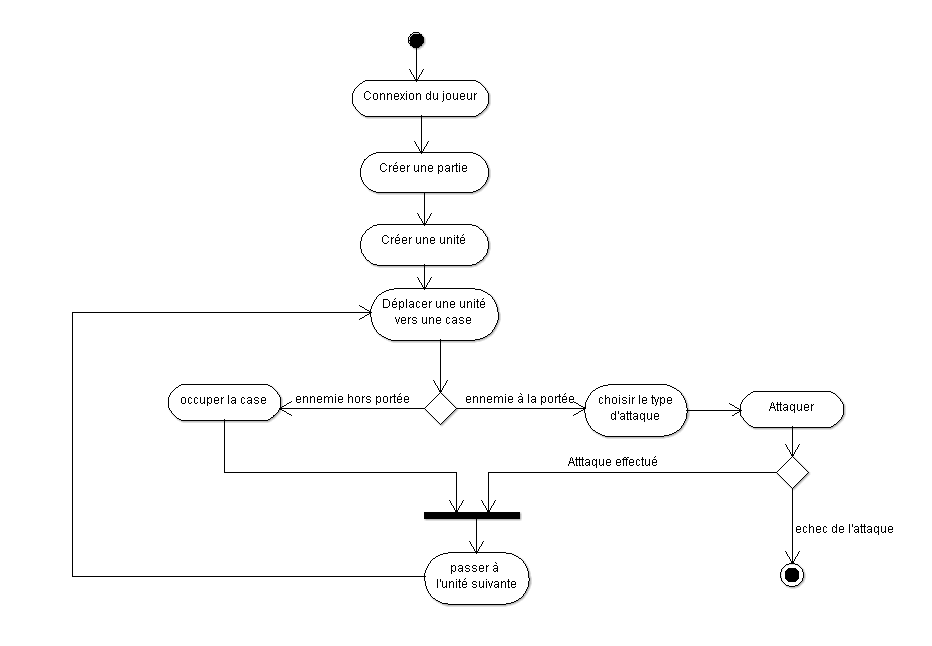 Connexion du joueur
Créer une partie
Créer une unité
Déplacer une unité
vers une case
occuper la case
ennemie hors portée
ennemie à la portée
choisir le type
d'attaque
Attaquer
Atttaque effectué
echec de l'attaque
passer à
l'unité suivante